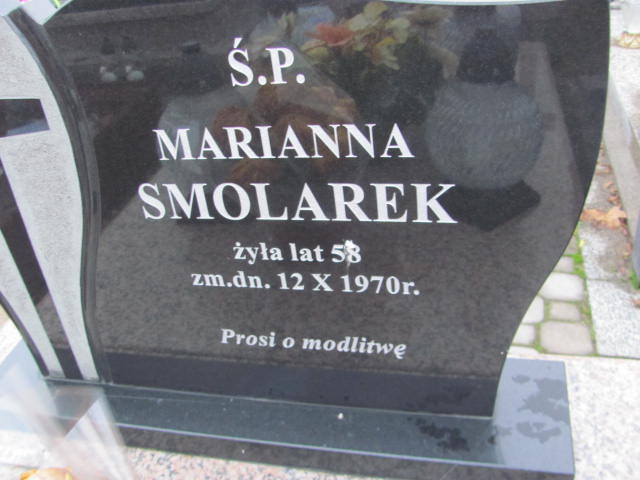 Ś.P.
MARIANNA
SMOLAREK
żyła lat 58
zm.dn. 12 X 1970r.
Prosi o modlitwę